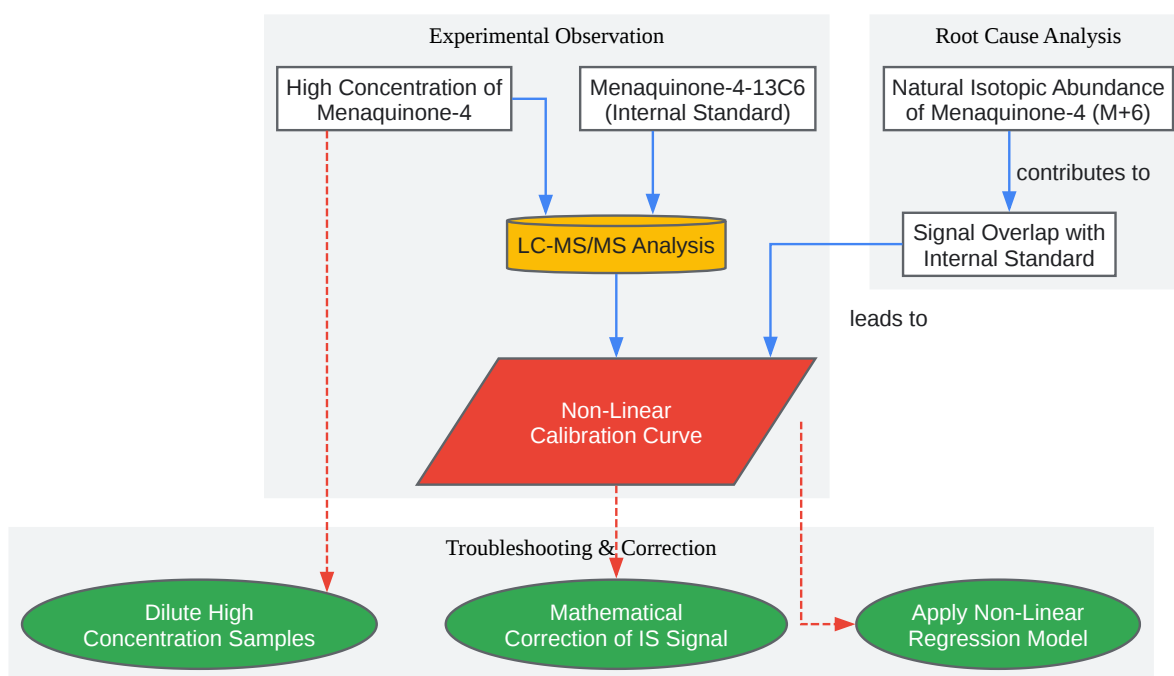 Experimental Observation
Root Cause Analysis
High Concentration of
Menaquinone-4
Menaquinone-4-13C6
(Internal Standard)
Natural Isotopic Abundance
of Menaquinone-4 (M+6)
contributes to
LC-MS/MS Analysis
Signal Overlap with
Internal Standard
leads to
Non-Linear
Calibration Curve
Troubleshooting & Correction
Dilute High
Concentration Samples
Mathematical
Correction of IS Signal
Apply Non-Linear
Regression Model